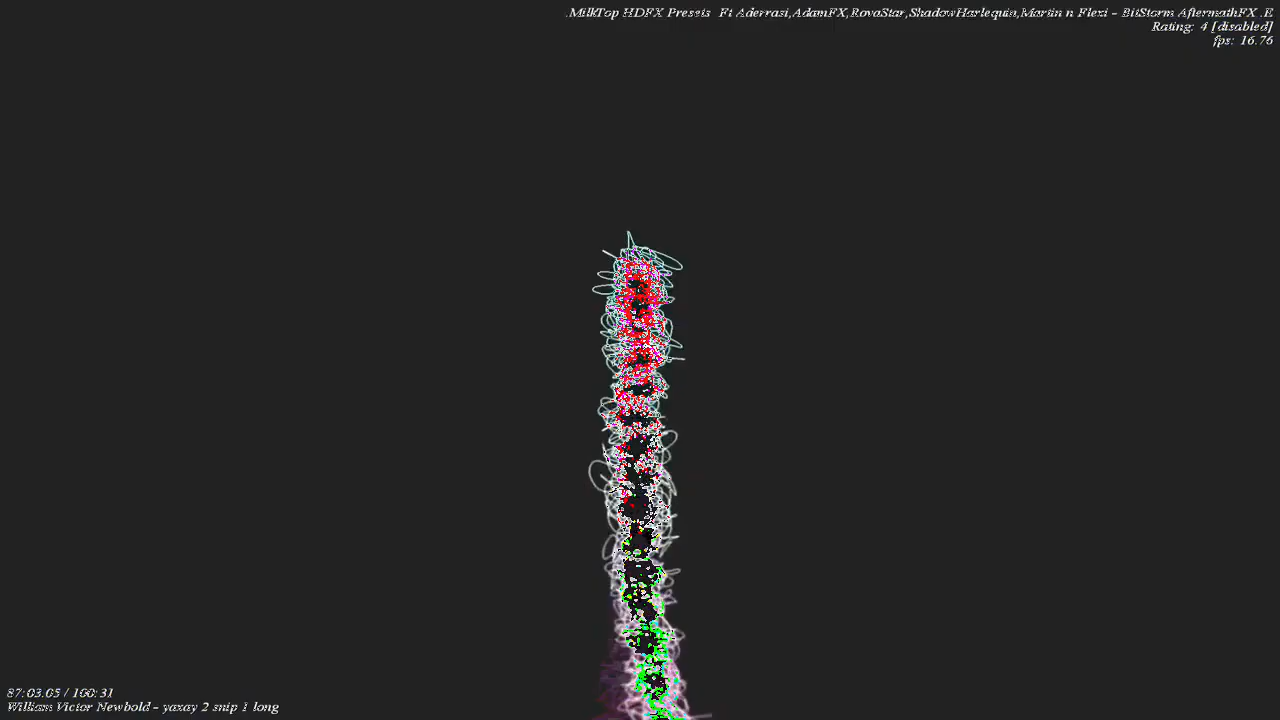 .MilkTop HDFX Presets Ft Aderrasi,AdamFX,RovaStar,ShadowHarlequin,Martin n Flexi - BitStorm AftermathFX .E
Rating: 4 [disabled]
fps: 16.76
87:03.05 / 100:31
William Victor Newbold - yaxay 2 snip 1 long